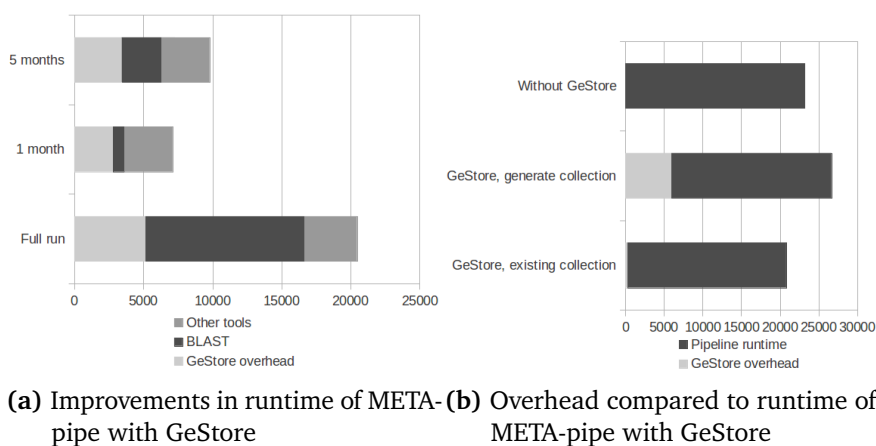 5 months
1 month
Full run
0 5000 10000 15000 20000 25000
Other tools
BLAST
GeStore overhead
(a) Improvements in runtime of META-
pipe with GeStore
Without GeStore
GeStore, generate collection
GeStore, existing collection
0 5000 10000 15000 20000 25000 30000
Pipeline runtime
GeStore overhead
(b) Overhead compared to runtime of
META-pipe with GeStore